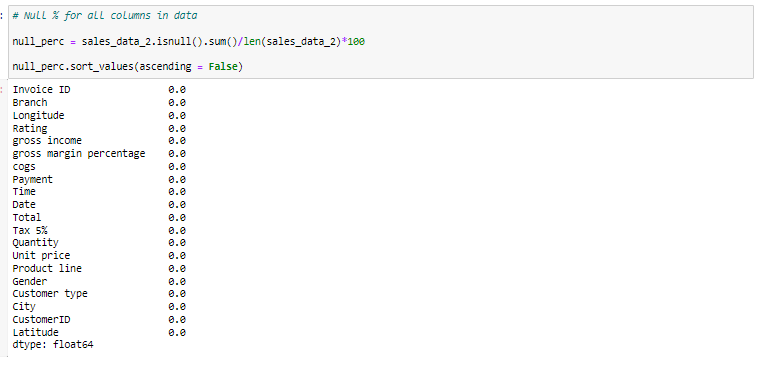 # Null % for all columns in data
null_perc = sales_data_2.isnull().sum()/len(sales_data_2)*100
null_perc.sort_values(ascending = False)
Invoice ID 0.0
Branch 0.0
Longitude 0.0
Rating 0.0
gross income 0.0
gross margin percentage 0.0
cogs 0.0
Payment 0.0
Time 0.0
Date 0.0
Total 0.0
Tax 5% 0.0
Quantity 0.0
Unit price 0.0
Product line 0.0
Gender 0.0
Customer type 0.0
City 0.0
CustomerID 0.0
Latitude 0.0
dtype: float64